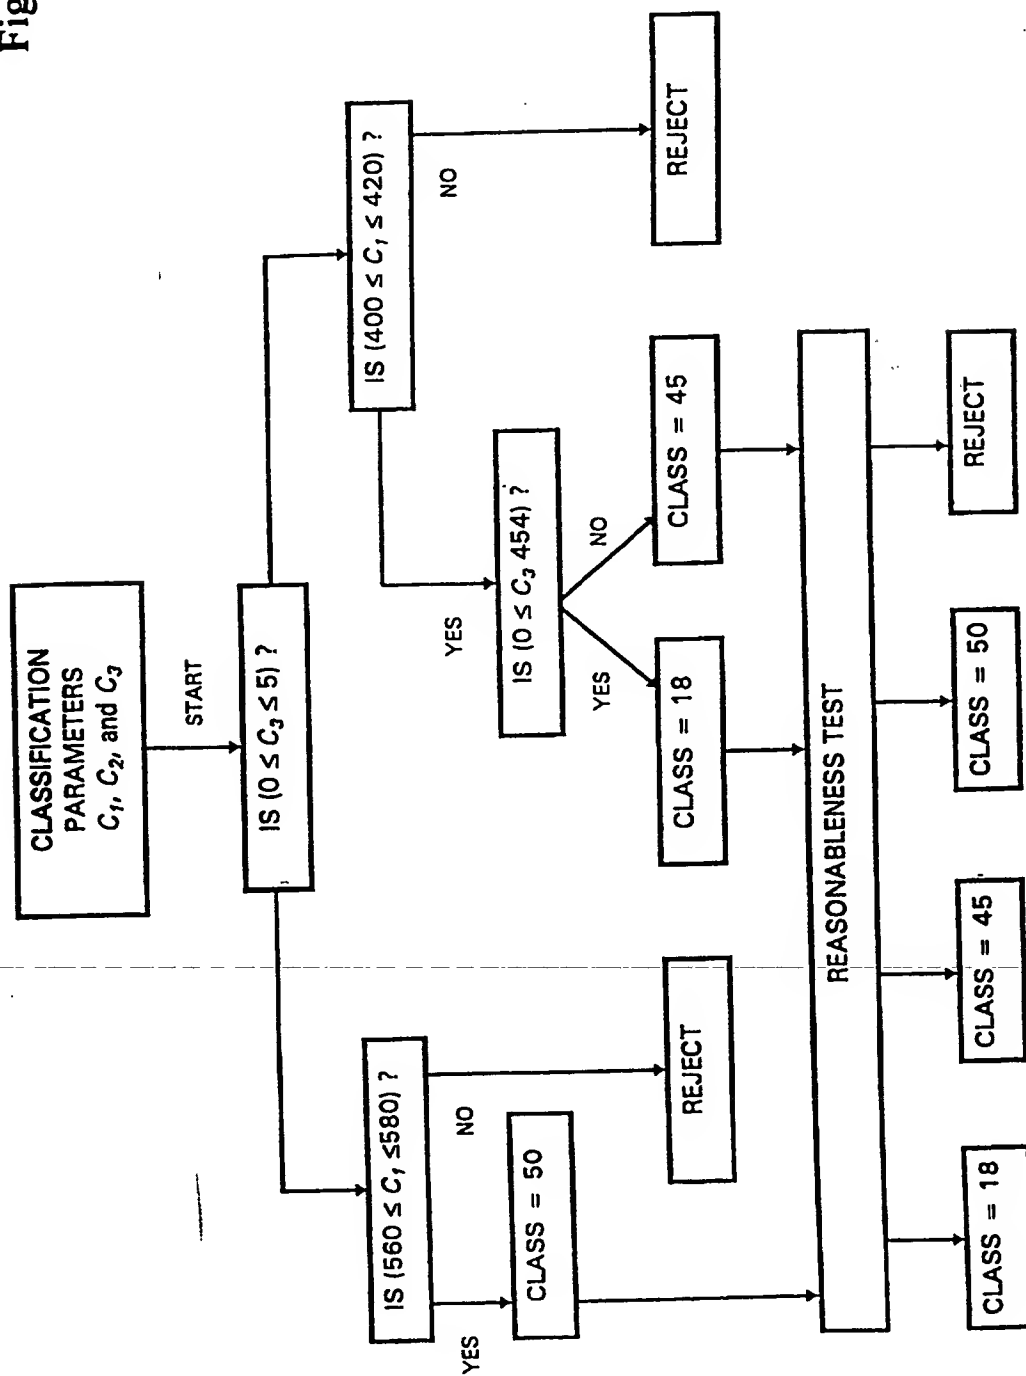 Fig
CLASSIFICATION
PARAMETERS
C₁, C₂, and C₃
START
IS (0 ≤ C₃ ≤ 5) ?
IS (560 ≤ C₁ ≤580) ?
IS (400 ≤ C₁ ≤ 420) ?
YES
NO
YES
NO
CLASS = 50
REJECT
IS (0 ≤ C₃ 454) ?
REJECT
YES
NO
CLASS = 18
CLASS = 45
REASONABLENESS TEST
CLASS = 18
CLASS = 45
CLASS = 50
REJECT